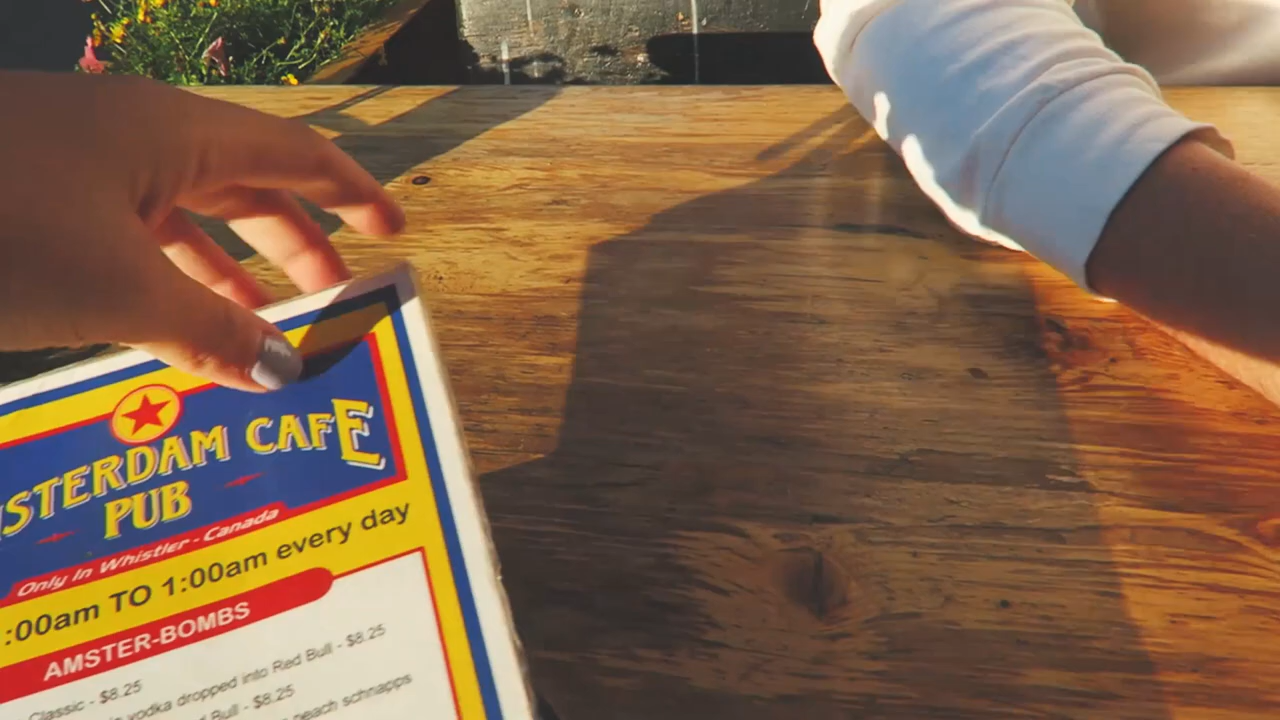 STERDAM CAFE
PUB
Only In Whistler - Canada
:00am TO 1:00am every day
AMSTER-BOMBS
Classic - $8.25
vodka dropped into Red Bull - $8.25
Bull - $8.25
peach schnapps